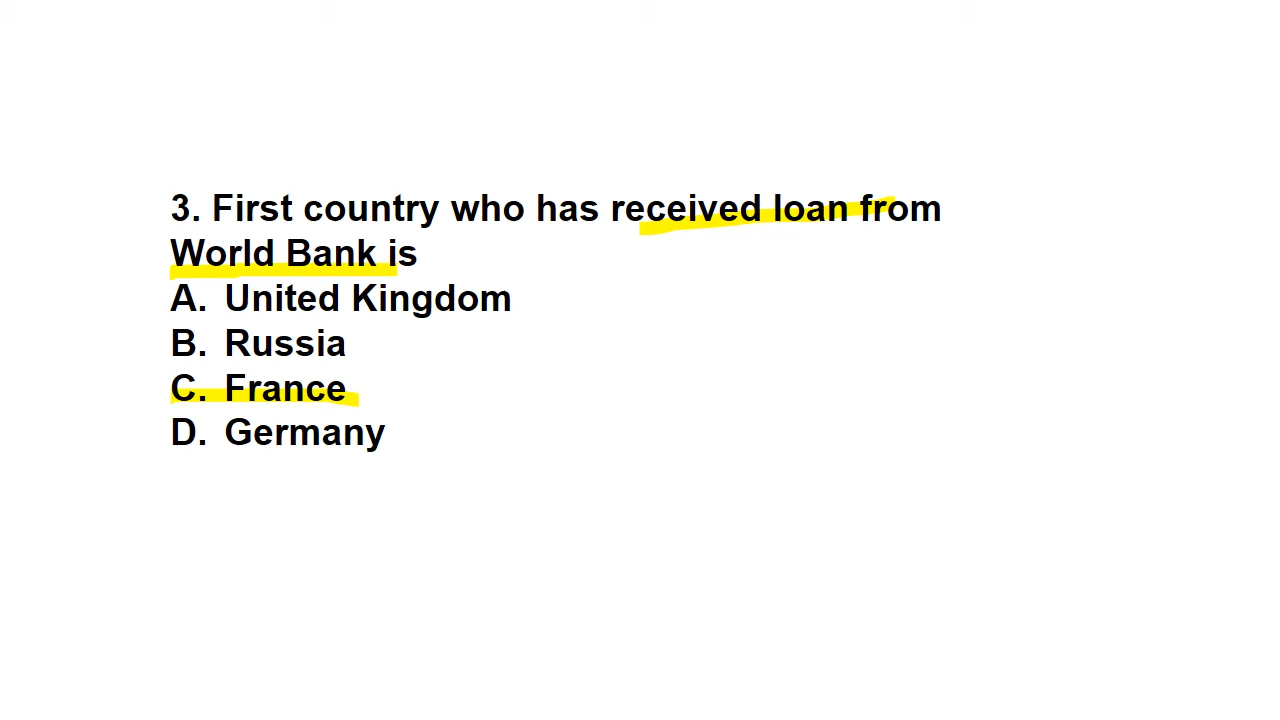 3. First country who has received loan from
World Bank is
A. United Kingdom
B. Russia
C. France
D. Germany